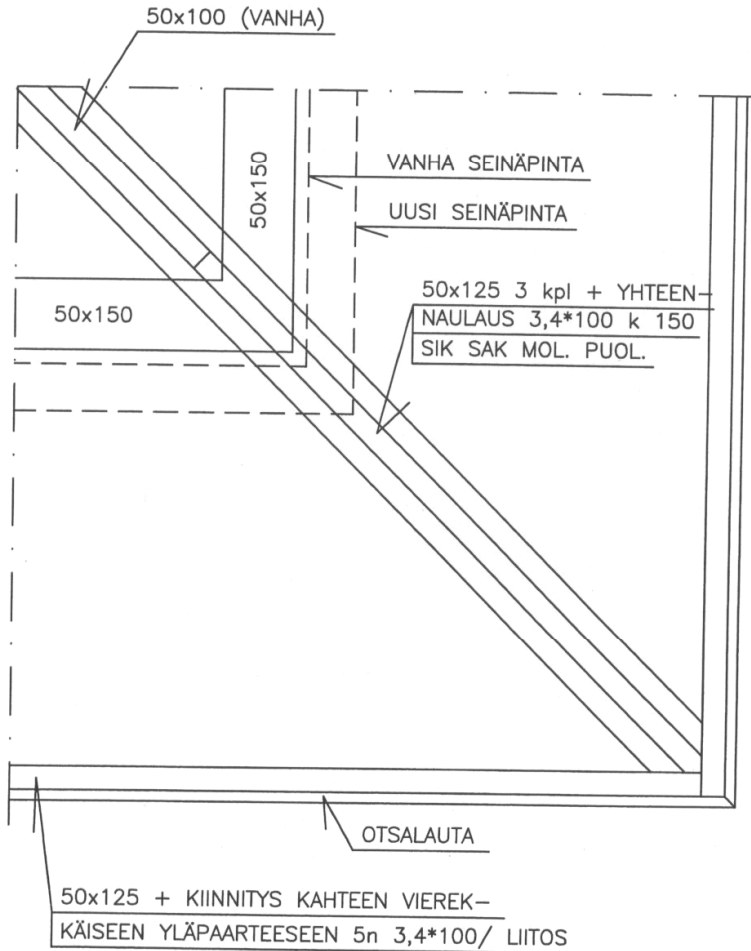 50x100 (VANHA)
VANHA SEINÄPINTA
50x150
UUSI SEINÄPINTA
50x125 3 kpl + YHTEEN-
NAULAUS 3,4*100 k 150
SIK SAK MOL. PUOL.
50x150
OTSALAUTA
50x125 + KIINNITYS KAHTEEN VIEREK-
KÄISEEN YLÄPAARTEESEEN 5n 3,4*100/ LIITOS